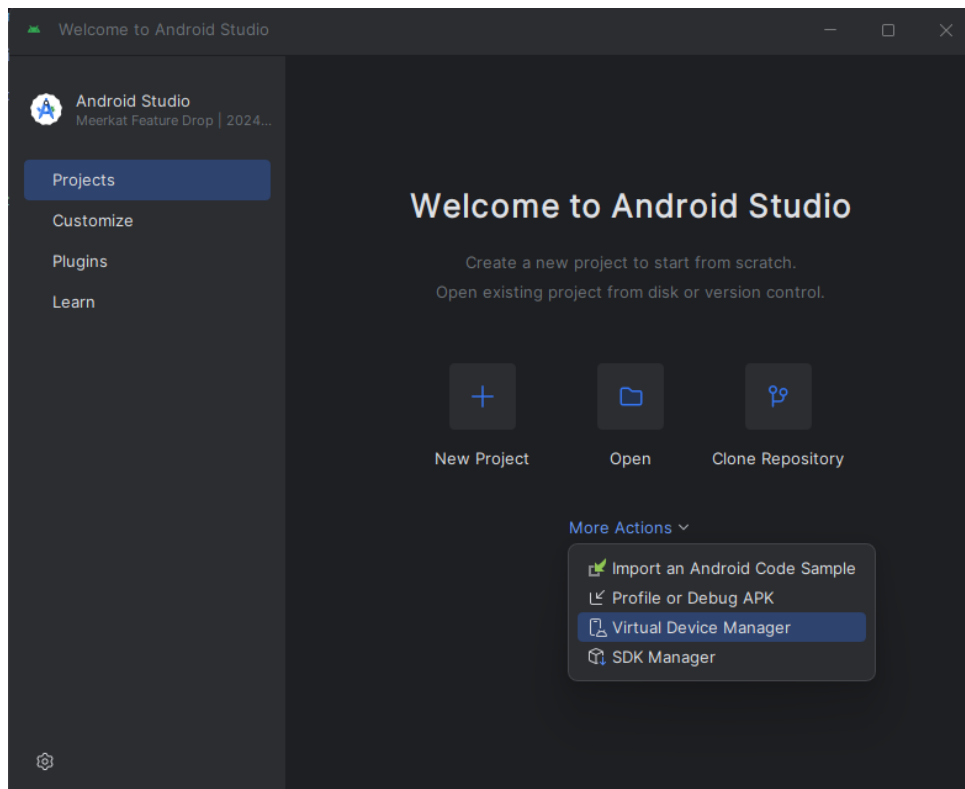 Welcome to Android Studio
Android Studio
Meerkat Feature Drop | 2024...
Projects
Customize
Plugins
Learn
Welcome to Android Studio
Create a new project to start from scratch.
Open existing project from disk or version control.
New Project
Open
Clone Repository
More Actions
Import an Android Code Sample
Profile or Debug APK
Virtual Device Manager
SDK Manager